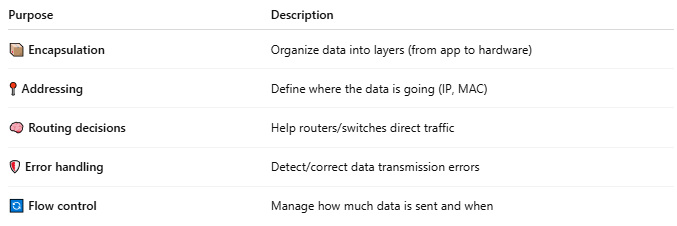 Purpose Description
📦 Encapsulation Organize data into layers (from app to hardware)
📍 Addressing Define where the data is going (IP, MAC)
🧠 Routing decisions Help routers/switches direct traffic
🛡️ Error handling Detect/correct data transmission errors
🔄 Flow control Manage how much data is sent and when